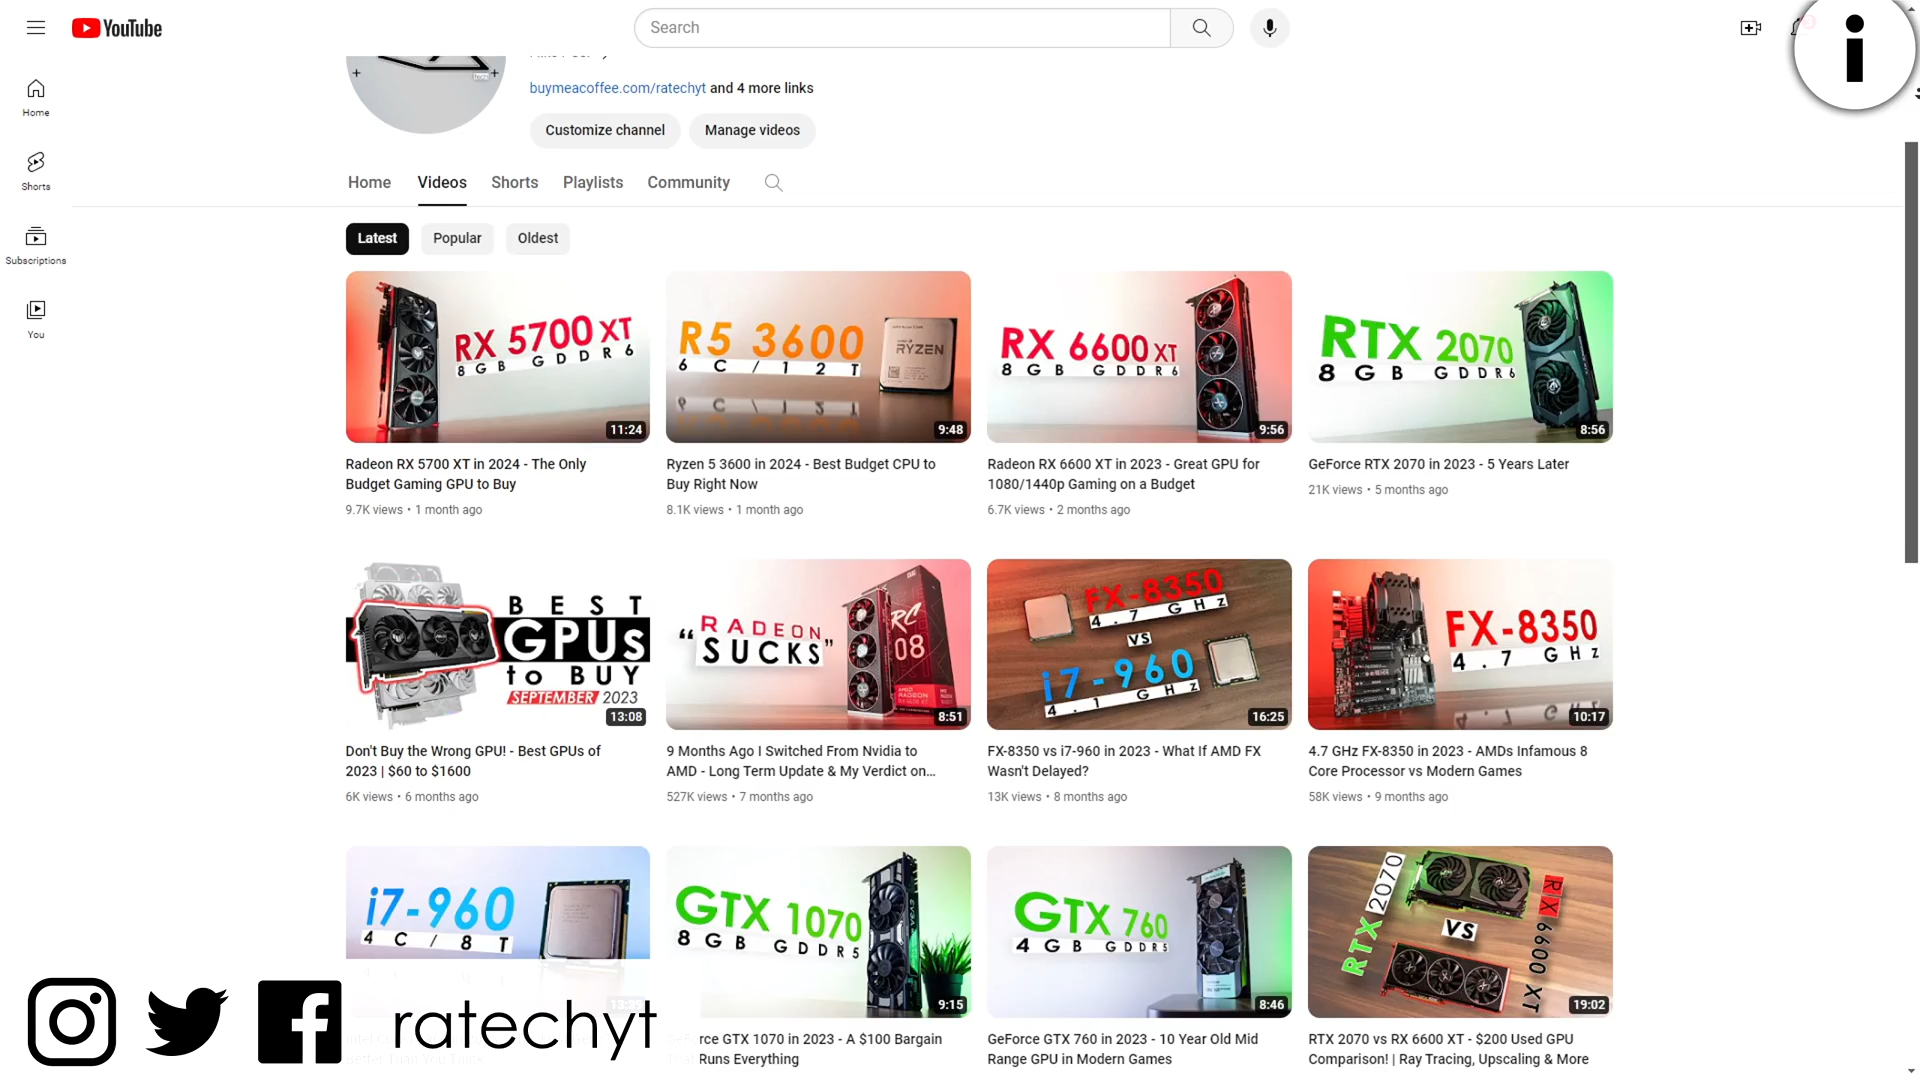 YouTube
Search
buymeacoffee.com/ratechyt and 4 more links
Customize channel
Manage videos
Home
Shorts
Subscriptions
You
Home
Videos
Shorts
Playlists
Community
Latest
Popular
Oldest
RX 5700 XT
8GB GDDR6
11:24
R5 3600
6C/12T
RYZEN
9:48
RX 6600 XT
8GB GDDR6
9:56
RTX 2070
8GB GDDR6
8:56
Radeon RX 5700 XT in 2024 - The Only
Budget Gaming GPU to Buy
9.7K views • 1 month ago
Ryzen 5 3600 in 2024 - Best Budget CPU to
Buy Right Now
8.1K views • 1 month ago
Radeon RX 6600 XT in 2023 - Great GPU for
1080/1440p Gaming on a Budget
6.7K views • 2 months ago
GeForce RTX 2070 in 2023 - 5 Years Later
21K views • 5 months ago
BEST
GPUs
to BUY
SEPTEMBER 2023
13:08
RADEON
“SUCKS”
RC
08
8:51
FX-8350
4.7 GHz
VS
i7-960
4.1 GHz
16:25
FX-8350
4.7 GHz
10:17
Don't Buy the Wrong GPU! - Best GPUs of
2023 | $60 to $1600
6K views • 6 months ago
9 Months Ago I Switched From Nvidia to
AMD - Long Term Update & My Verdict on...
527K views • 7 months ago
FX-8350 vs i7-960 in 2023 - What If AMD FX
Wasn't Delayed?
13K views • 8 months ago
4.7 GHz FX-8350 in 2023 - AMDs Infamous 8
Core Processor vs Modern Games
58K views • 9 months ago
i7-960
4C/8T
GTX 1070
8GB GDDR5
9:15
GTX 760
4GB GDDR5
8:46
RTX 2070
VS
RX 6600 XT
19:02
rce GTX 1070 in 2023 - A $100 Bargain
Runs Everything
GeForce GTX 760 in 2023 - 10 Year Old Mid
Range GPU in Modern Games
RTX 2070 vs RX 6600 XT - $200 Used GPU
Comparison! | Ray Tracing, Upscaling & More
ratechyt